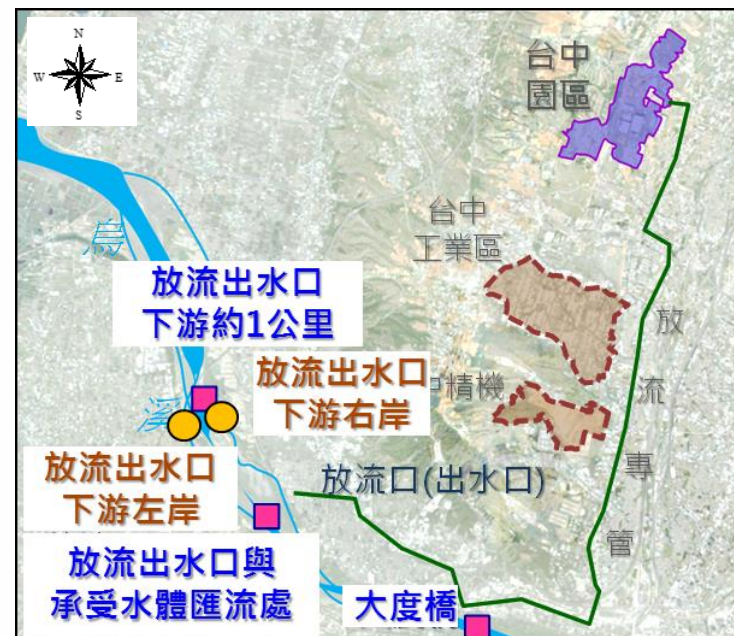 N
W
E
S
台中
園區
台中
工業區
烏
放流出水口
下游約1公里
放流出水口
下游右岸
中精機
溪
放流出水口
下游左岸
放流口(出水口)
放
流
專
管
放流出水口與
承受水體匯流處
大度橋